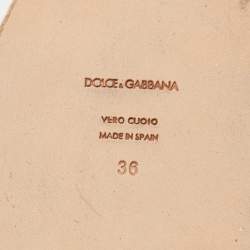 DOLCE & GABBANA
VERO CUOIO
MADE IN SPAIN
36